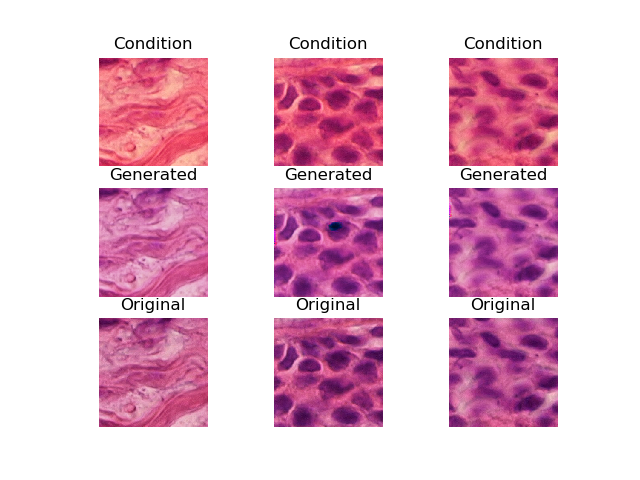 Condition Condition Condition
Generated Generated Generated
Original Original Original